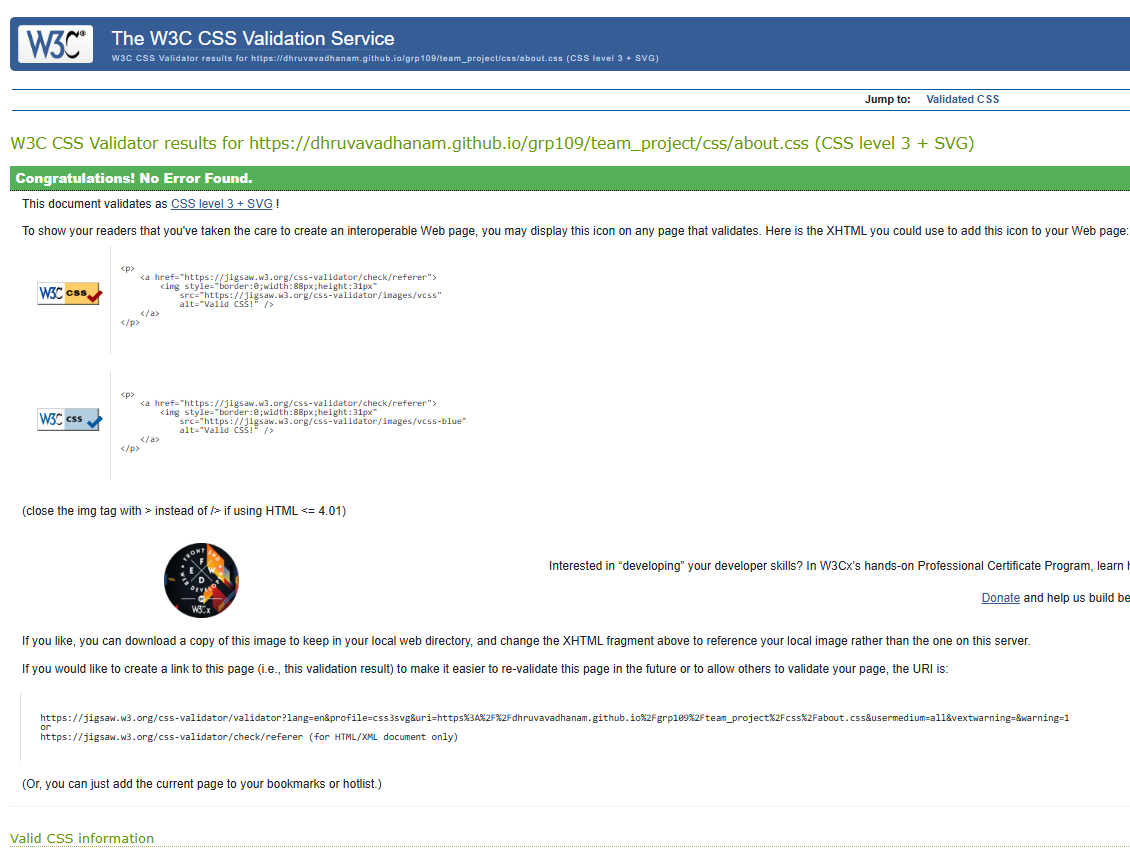 W3C®
The W3C CSS Validation Service
W3C CSS Validator results for https://dhruvavadhanam.github.io/grp109/team_project/css/about.css (CSS level 3 + SVG)
Jump to: Validated CSS
W3C CSS Validator results for https://dhruvavadhanam.github.io/grp109/team_project/css/about.css (CSS level 3 + SVG)
Congratulations! No Error Found.
This document validates as CSS level 3 + SVG !
To show your readers that you've taken the care to create an interoperable Web page, you may display this icon on any page that validates. Here is the XHTML you could use to add this icon to your Web page:
W3C css
<p>
<a href="https://jigsaw.w3.org/css-validator/check/referer">
<img style="border:0;width:88px;height:31px"
src="https://jigsaw.w3.org/css-validator/images/vcss"
alt="Valid CSS!" />
</a>
</p>
W3C css
<p>
<a href="https://jigsaw.w3.org/css-validator/check/referer">
<img style="border:0;width:88px;height:31px"
src="https://jigsaw.w3.org/css-validator/images/vcss-blue"
alt="Valid CSS!" />
</a>
</p>
(close the img tag with > instead of /> if using HTML <= 4.01)
FRONT END
WEB DEVELOPER
F
E W
D
W3Cx
Interested in “developing” your developer skills? In W3Cx’s hands-on Professional Certificate Program, learn
Donate and help us build be
If you like, you can download a copy of this image to keep in your local web directory, and change the XHTML fragment above to reference your local image rather than the one on this server.
If you would like to create a link to this page (i.e., this validation result) to make it easier to re-validate this page in the future or to allow others to validate your page, the URI is:
https://jigsaw.w3.org/css-validator/validator?lang=en&profile=css3svg&uri=https%3A%2F%2Fdhruvavadhanam.github.io%2Fgrp109%2Fteam_project%2Fcss%2Fabout.css&usermedium=all&vextwarning=&warning=1
or
https://jigsaw.w3.org/css-validator/check/referer (for HTML/XML document only)
(Or, you can just add the current page to your bookmarks or hotlist.)
Valid CSS information